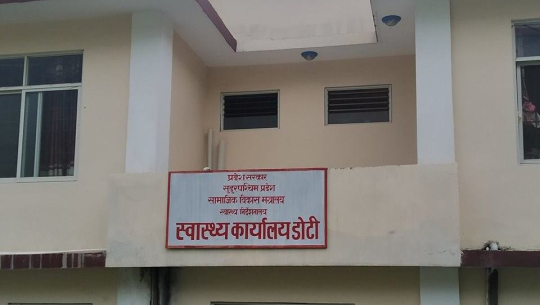 प्रदेश सरकार
सुदूरपश्चिम प्रदेश
सामाजिक विकास मन्त्रालय
स्वास्थ्य निर्देशनालय
स्वास्थ्य कार्यालय डोटी